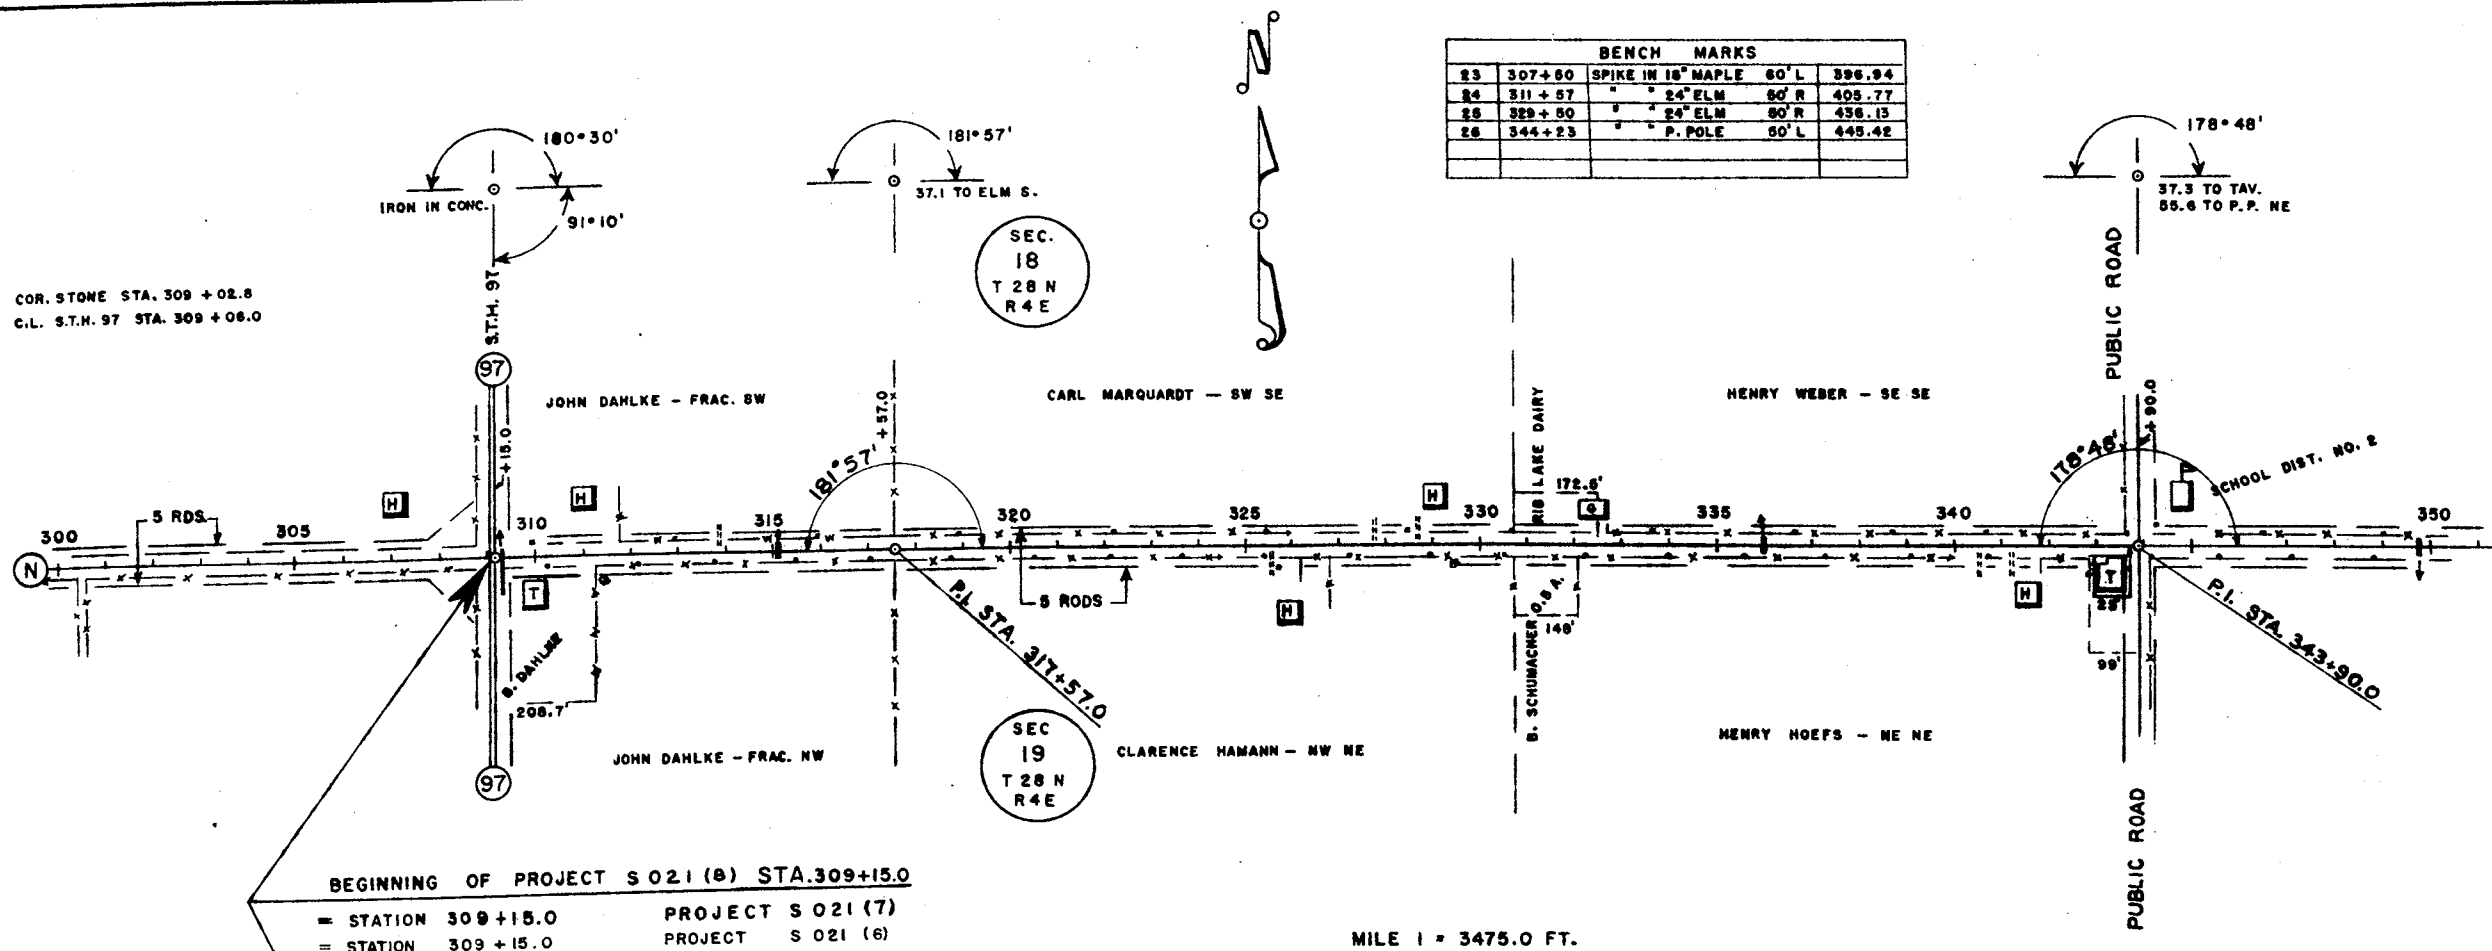 N
BENCH MARKS
23 307+60 SPIKE IN 18" MAPLE 60' L 396.94
24 311+57 " " 24" ELM 50' R 405.77
25 329+50 " " 24" ELM 50' R 436.13
26 344+23 " " P. POLE 50' L 445.42
180°30'
IRON IN CONC.
91°10'
181°57'
37.1 TO ELM S.
178°48'
37.3 TO TAV.
55.6 TO P.P. NE
SEC.
18
T 28 N
R 4 E
COR. STONE STA. 309 + 02.8
C.L. S.T.H. 97 STA. 309 + 06.0
S.T.H. 97
97
PUBLIC ROAD
JOHN DAHLKE - FRAC. SW
CARL MARQUARDT - SW SE
HENRY WEBER - SE SE
+15.0
+57.0
+90.0
181°57'
178°48'
RIB LAKE DAIRY
172.6'
SCHOOL DIST. NO. 2
H
H
H
G
5 RDS.
300
305
310
315
320
325
330
335
340
350
N
T
H
H
T
5 RODS
0.5 A.
148'
28'
99'
B. DAHLKE
208.7'
P.I. STA. 317+57.0
P.I. STA. 343+90.0
B. SCHUMACHER
JOHN DAHLKE - FRAC. NW
SEC
19
T 28 N
R 4 E
CLARENCE HAMANN - NW NE
HENRY HOEFS - NE NE
97
PUBLIC ROAD
BEGINNING OF PROJECT S 021 (8) STA.309+15.0
= STATION 309+15.0 PROJECT S 021 (7)
= STATION 309+15.0 PROJECT S 021 (6)
MILE 1 = 3475.0 FT.